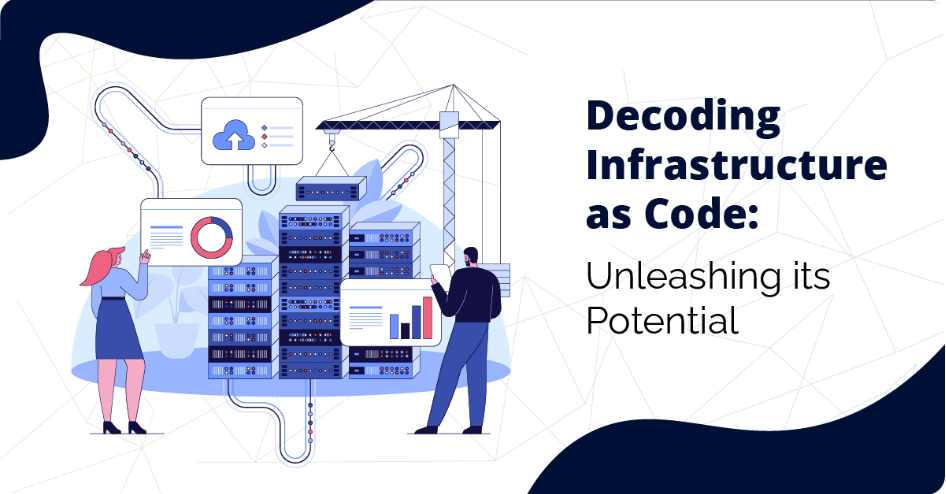 Decoding
Infrastructure
as Code:
Unleashing its
Potential